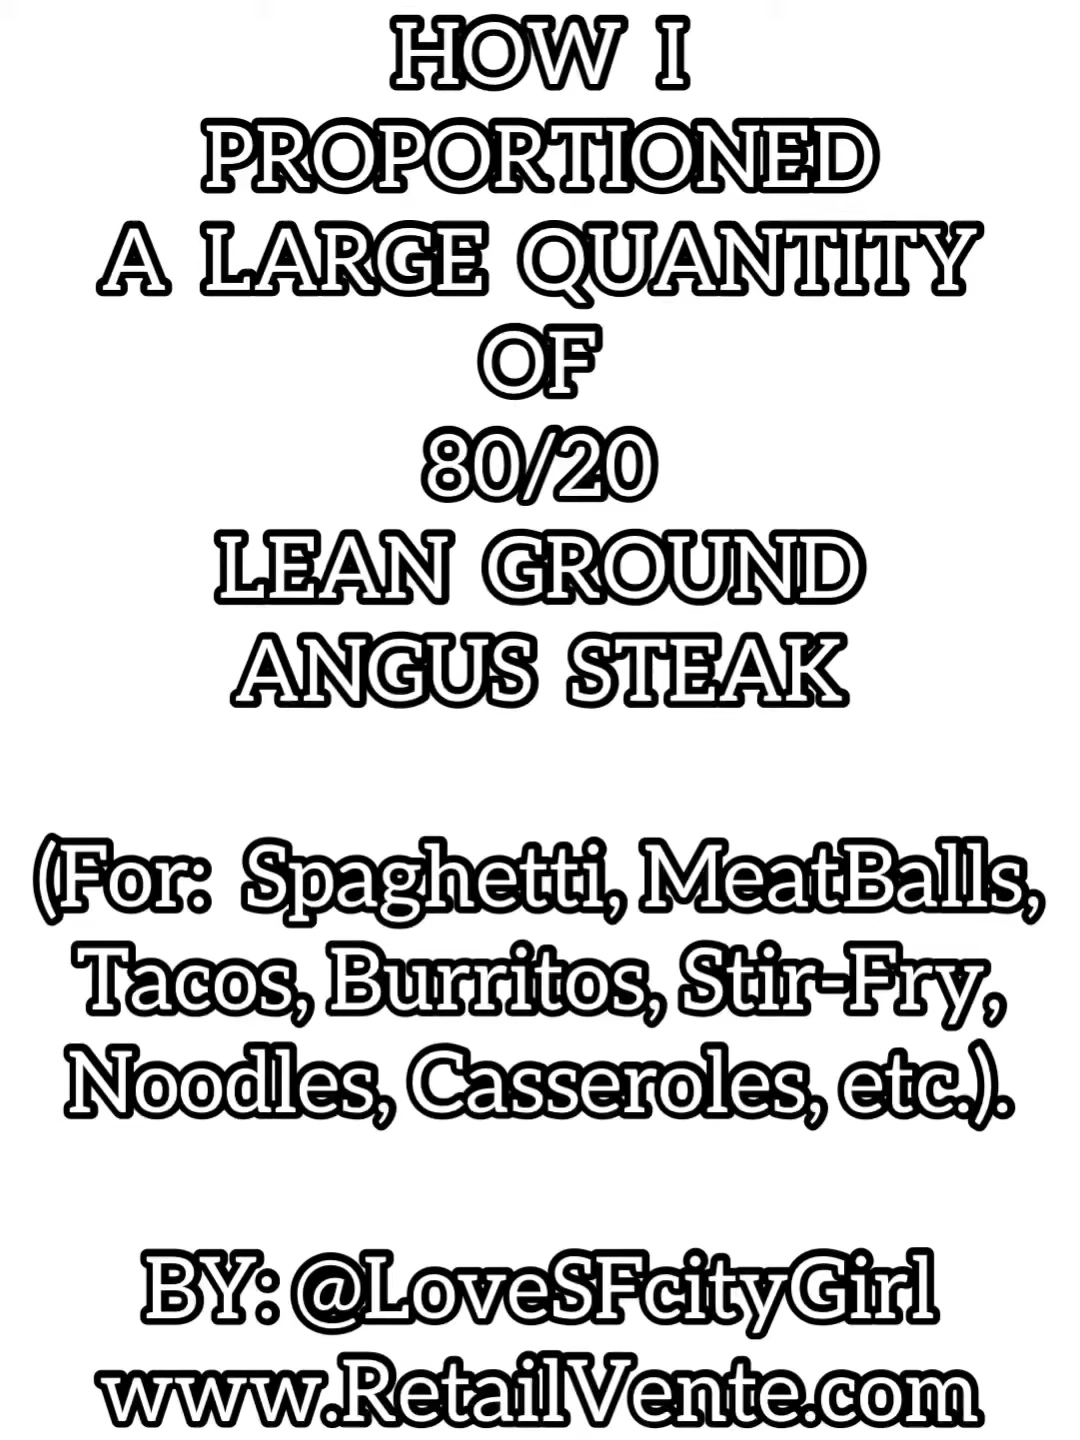 HOW I
PROPORTIONED
A LARGE QUANTITY
OF
80/20
LEAN GROUND
ANGUS STEAK
(For: Spaghetti, MeatBalls,
Tacos, Burritos, Stir-Fry,
Noodles, Casseroles, etc.).
BY: @LoveSFcityGirl
www.RetailVente.com